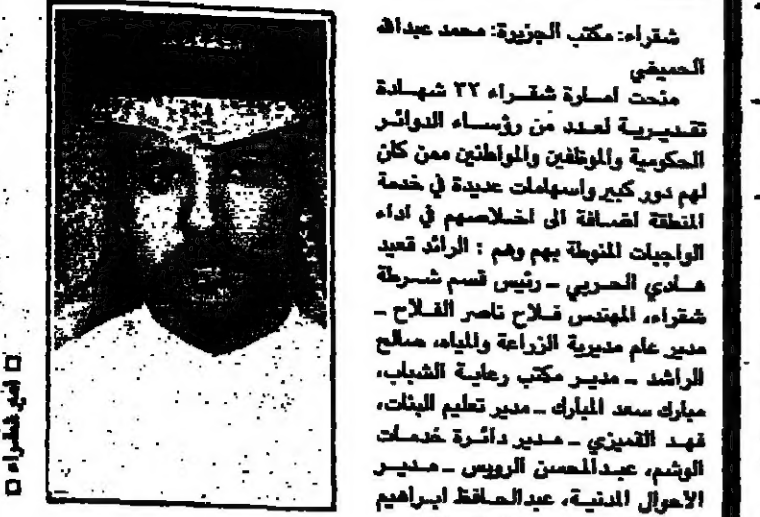 شقراء: مكتب الجزيرة: محمد عبدالله
الحميضي
منحت امارة شقراء ٢٢ شهادة
تقديرية لعدد من رؤساء الدوائر
الحكومية والموظفين والمواطنين ممن كان
لهم دور كبير واسهامات عديدة في خدمة
المنطقة اضافة الى اخلاصهم في اداء
الواجبات المنوطة بهم وهم : الرائد قعيد
هادي الحربي - رئيس قسم شرطة
شقراء، المهندس فلاح ناصر الفلاح -
مدير عام مديرية الزراعة والمياه، صالح
الراشد - مدير مكتب رعاية الشباب،
مبارك سعد المبارك - مدير تعليم البنات،
فهد القميزي - مدير دائرة خدمات
الوشم، عبدالمحسن الرويس - مدير
الاحوال المدنية، عبدالحافظ ابراهيم
□ امير شقراء □